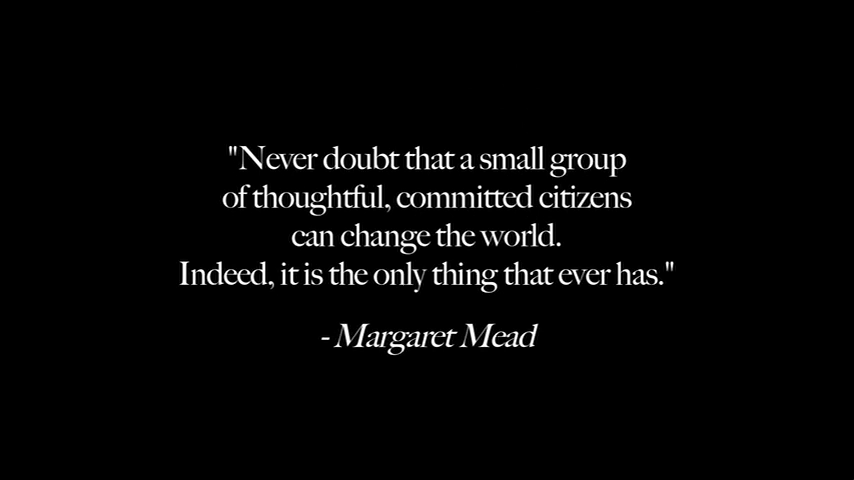 "Never doubt that a small group
of thoughtful, committed citizens
can change the world.
Indeed, it is the only thing that ever has."
- Margaret Mead